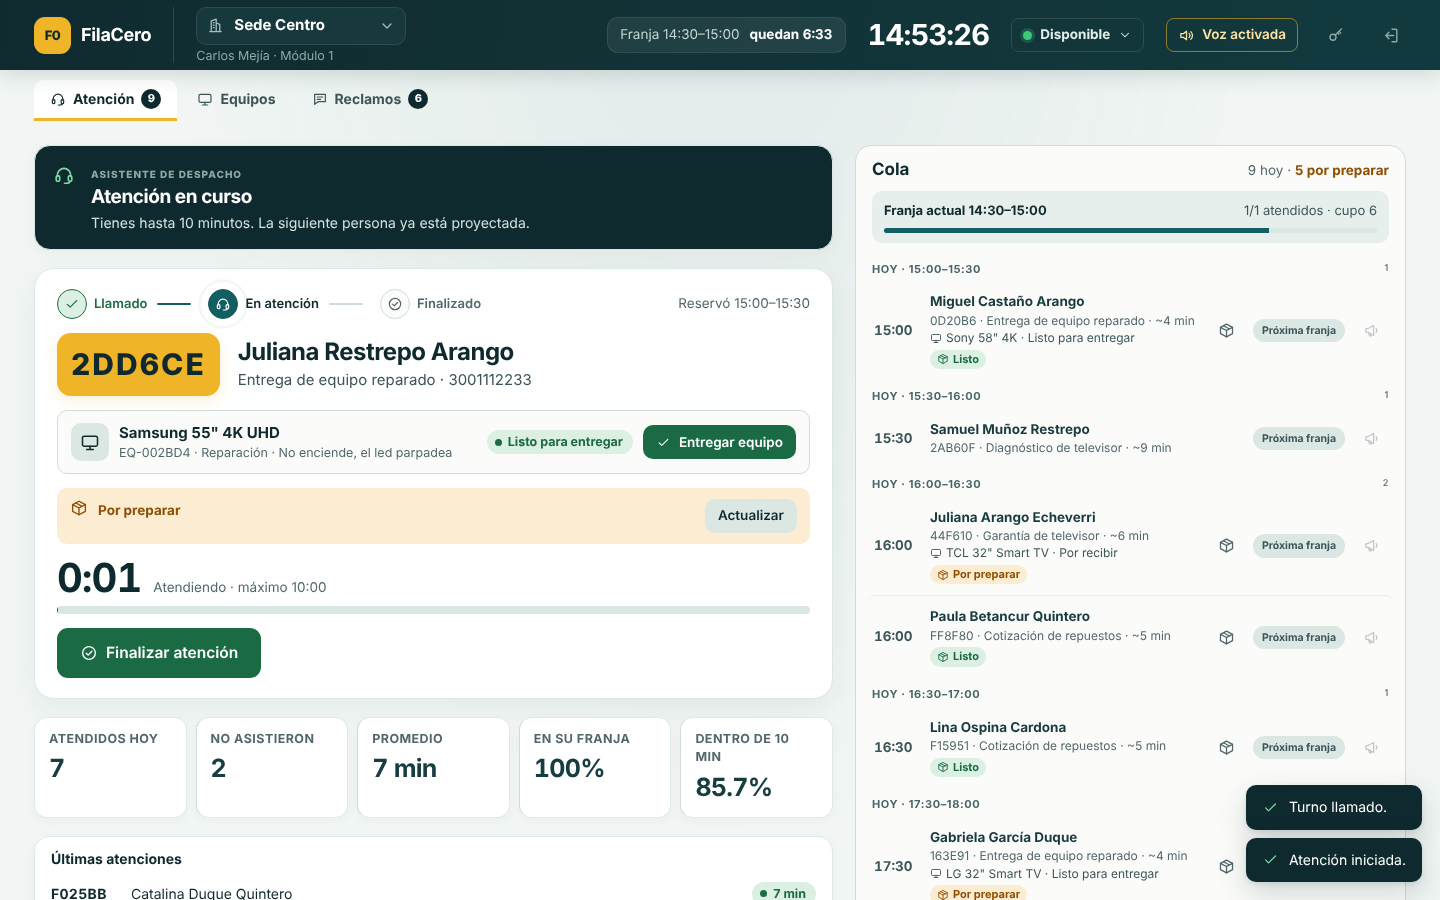 F0 FilaCero
Sede Centro
Carlos Mejía · Módulo 1
Franja 14:30–15:00 quedan 6:33
14:53:26
Disponible
Voz activada
Atención 9
Equipos
Reclamos 6
ASISTENTE DE DESPACHO
Atención en curso
Tienes hasta 10 minutos. La siguiente persona ya está proyectada.
Llamado
En atención
Finalizado
Reservó 15:00–15:30
2DD6CE
Juliana Restrepo Arango
Entrega de equipo reparado · 3001112233
Samsung 55" 4K UHD
EQ-002BD4 · Reparación · No enciende, el led parpadea
Listo para entregar
Entregar equipo
Por preparar
Actualizar
0:01 Atendiendo · máximo 10:00
Finalizar atención
ATENDIDOS HOY
7
NO ASISTIERON
2
PROMEDIO
7 min
EN SU FRANJA
100%
DENTRO DE 10
MIN
85.7%
Últimas atenciones
F025BB Catalina Duque Quintero 7 min
Cola
9 hoy · 5 por preparar
Franja actual 14:30–15:00
1/1 atendidos · cupo 6
HOY · 15:00–15:30 1
15:00
Miguel Castaño Arango
0D20B6 · Entrega de equipo reparado · ~4 min
Sony 58" 4K · Listo para entregar
Listo
Próxima franja
HOY · 15:30–16:00 1
15:30
Samuel Muñoz Restrepo
2AB60F · Diagnóstico de televisor · ~9 min
Próxima franja
HOY · 16:00–16:30 2
16:00
Juliana Arango Echeverri
44F610 · Garantía de televisor · ~6 min
TCL 32" Smart TV · Por recibir
Por preparar
Próxima franja
16:00
Paula Betancur Quintero
FF8F80 · Cotización de repuestos · ~5 min
Listo
Próxima franja
HOY · 16:30–17:00 1
16:30
Lina Ospina Cardona
F15951 · Cotización de repuestos · ~5 min
Listo
Próxima franja
HOY · 17:30–18:00
17:30
Gabriela García Duque
163E91 · Entrega de equipo reparado · ~4 min
LG 32" Smart TV · Listo para entregar
Por preparar
Turno llamado.
Atención iniciada.